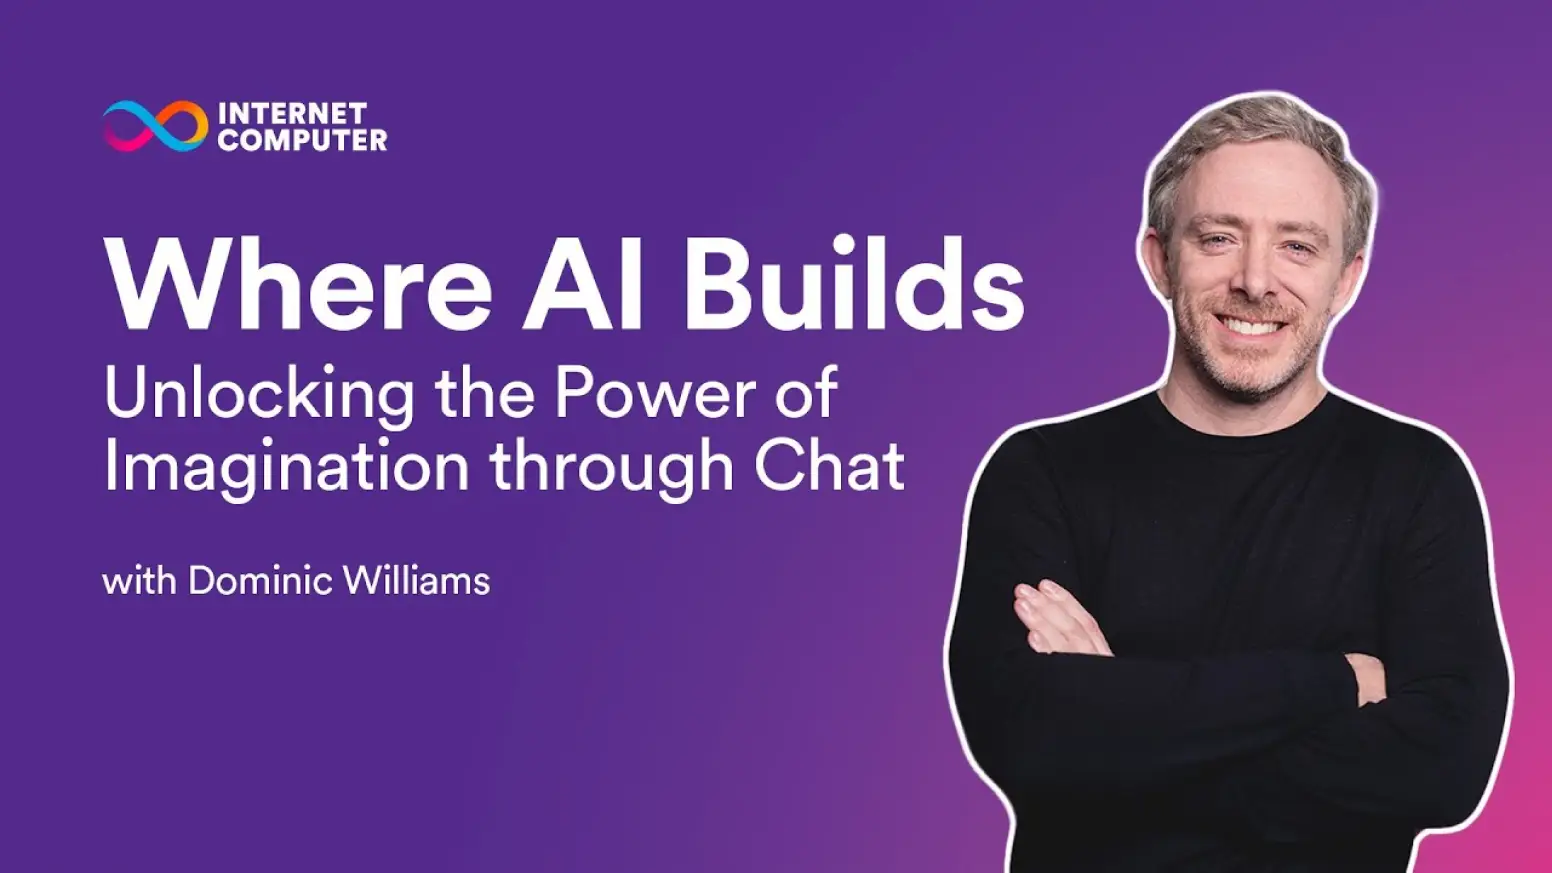 INTERNET
COMPUTER
Where AI Builds
Unlocking the Power of
Imagination through Chat
with Dominic Williams